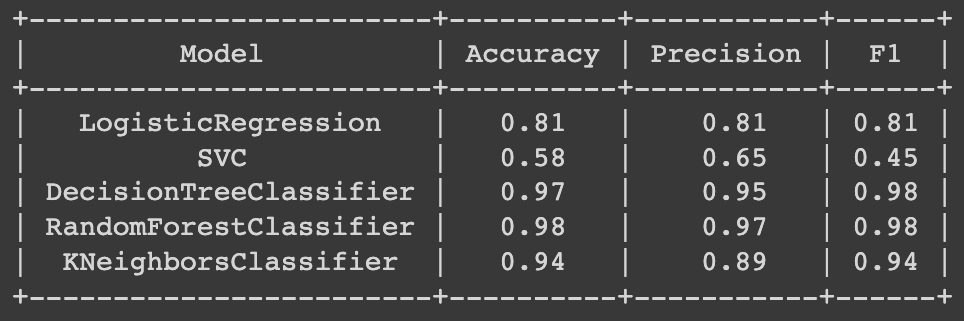 +------------------------+----------+-----------+------+
|         Model          | Accuracy | Precision |  F1  |
+------------------------+----------+-----------+------+
|   LogisticRegression   |   0.81   |    0.81   | 0.81 |
|          SVC           |   0.58   |    0.65   | 0.45 |
| DecisionTreeClassifier |   0.97   |    0.95   | 0.98 |
| RandomForestClassifier |   0.98   |    0.97   | 0.98 |
|  KNeighborsClassifier  |   0.94   |    0.89   | 0.94 |
+------------------------+----------+-----------+------+